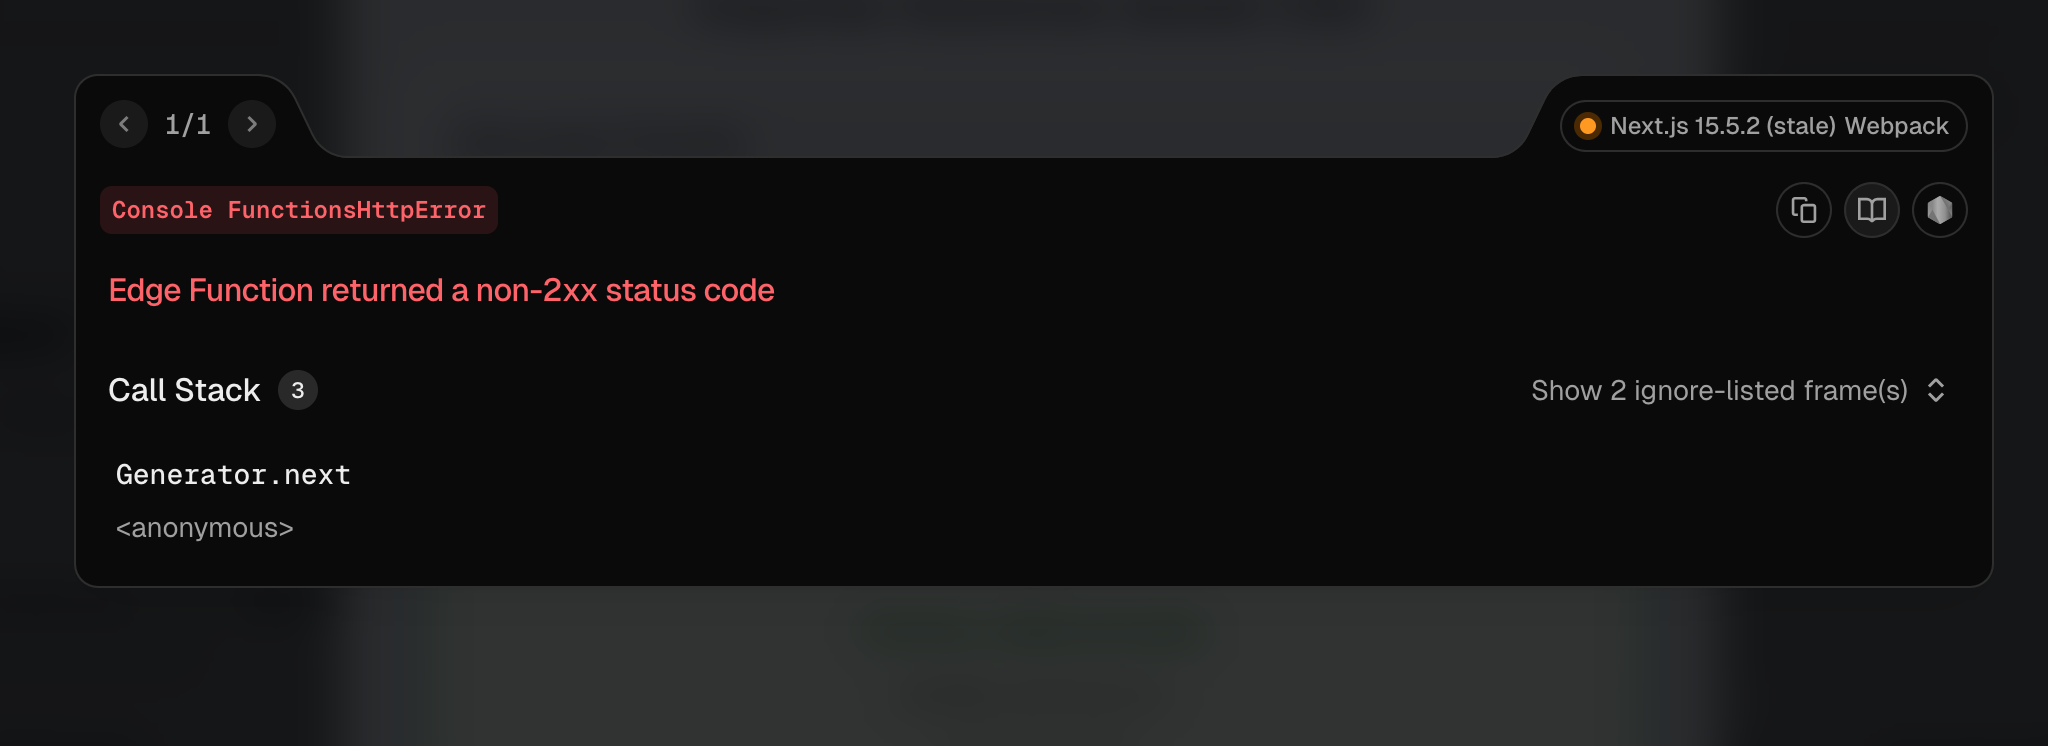 1/1
Next.js 15.5.2 (stale) Webpack
Console FunctionsHttpError
Edge Function returned a non-2xx status code
Call Stack 3
Show 2 ignore-listed frame(s)
Generator.next
<anonymous>